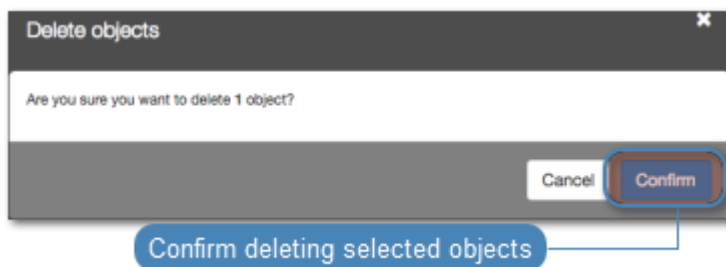 Delete objects
Are you sure you want to delete 1 object?
Cancel Confirm
Confirm deleting selected objects